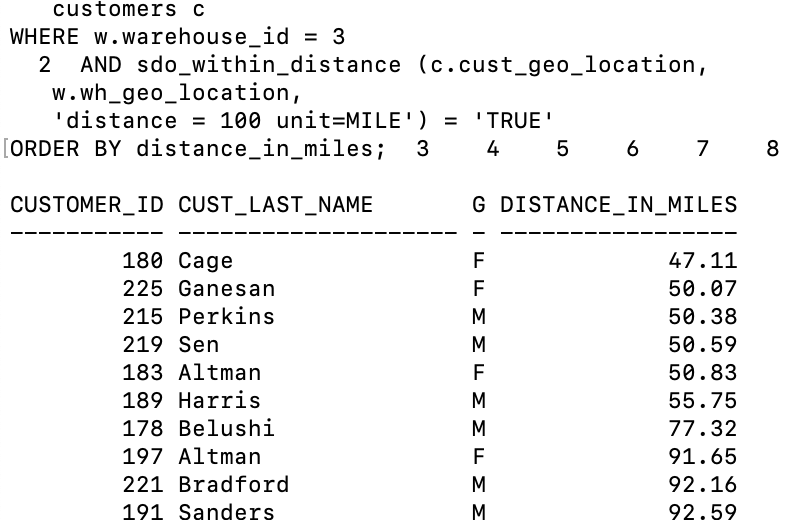 customers c
WHERE w.warehouse_id = 3
  2  AND sdo_within_distance (c.cust_geo_location,
   w.wh_geo_location,
   'distance = 100 unit=MILE') = 'TRUE'
[ORDER BY distance_in_miles;  3    4    5    6    7    8
CUSTOMER_ID CUST_LAST_NAME       G DISTANCE_IN_MILES
----------- -------------------- - -----------------
        180 Cage                 F             47.11
        225 Ganesan              F             50.07
        215 Perkins              M             50.38
        219 Sen                  M             50.59
        183 Altman               F             50.83
        189 Harris               M             55.75
        178 Belushi              M             77.32
        197 Altman               F             91.65
        221 Bradford             M             92.16
        191 Sanders              M             92.59